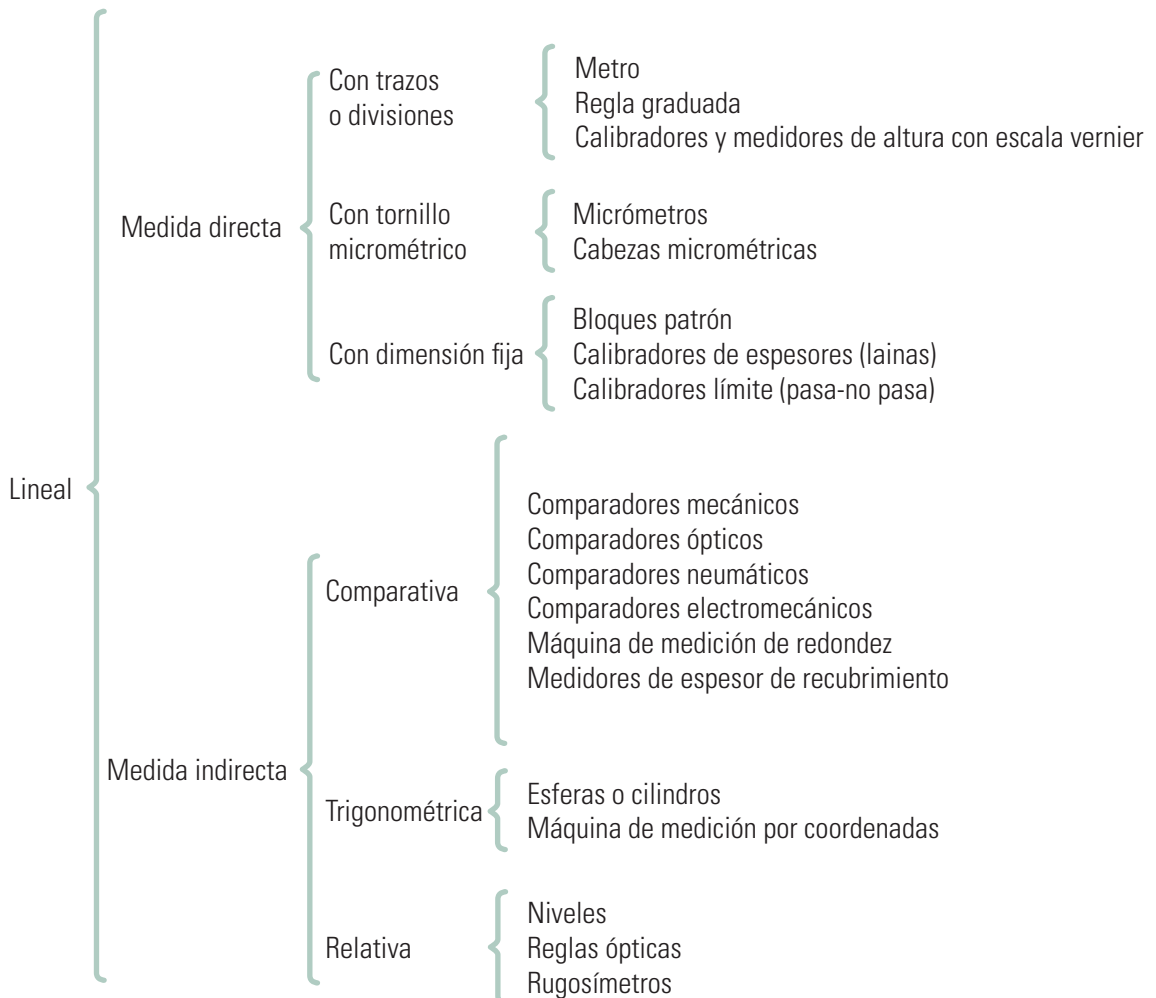 Lineal
Medida directa
Con trazos
o divisiones
Metro
Regla graduada
Calibradores y medidores de altura con escala vernier
Con tornillo
micrométrico
Micrómetros
Cabezas micrométricas
Con dimensión fija
Bloques patrón
Calibradores de espesores (lainas)
Calibradores límite (pasa-no pasa)
Medida indirecta
Comparativa
Comparadores mecánicos
Comparadores ópticos
Comparadores neumáticos
Comparadores electromecánicos
Máquina de medición de redondez
Medidores de espesor de recubrimiento
Trigonométrica
Esferas o cilindros
Máquina de medición por coordenadas
Relativa
Niveles
Reglas ópticas
Rugosímetros